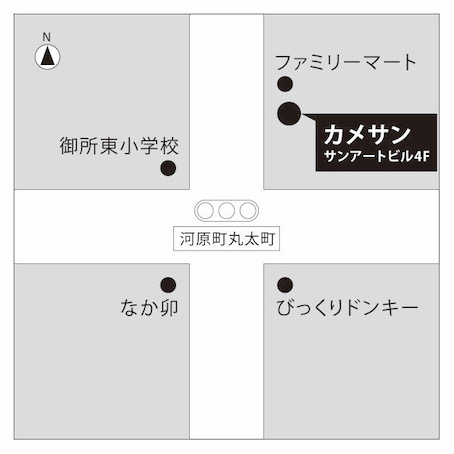 N
ファミリーマート
カメサン
サンアートビル4F
御所東小学校
河原町丸太町
なか卯
びっくりドンキー